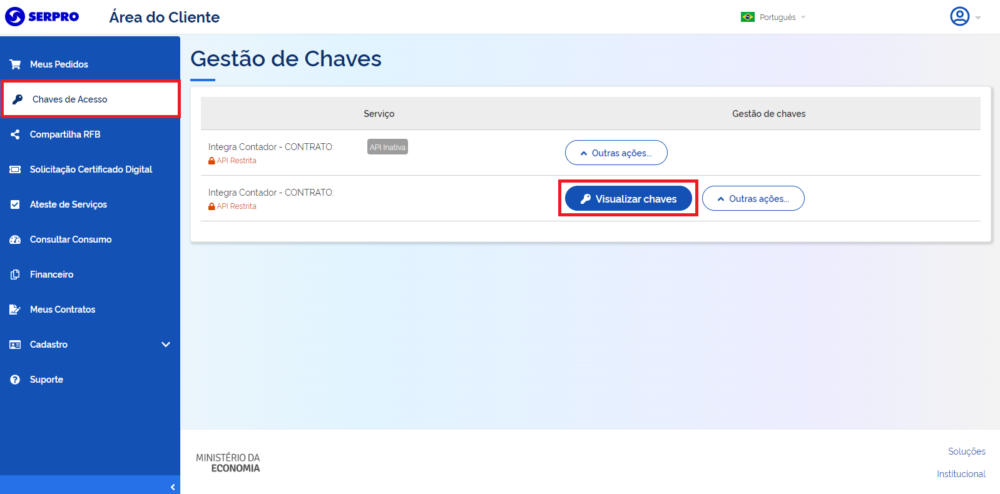 SERPRO
Área do Cliente
Português
Meus Pedidos
Chaves de Acesso
Compartilha RFB
Solicitação Certificado Digital
Ateste de Serviços
Consultar Consumo
Financeiro
Meus Contratos
Cadastro
Suporte
Gestão de Chaves
Serviço
Gestão de chaves
Integra Contador - CONTRATO:
API Inativa
API Restrita
Outras ações...
Integra Contador - CONTRATO:
API Restrita
Visualizar chaves
Outras ações...
MINISTÉRIO DA
ECONOMIA
Soluções
Institucional